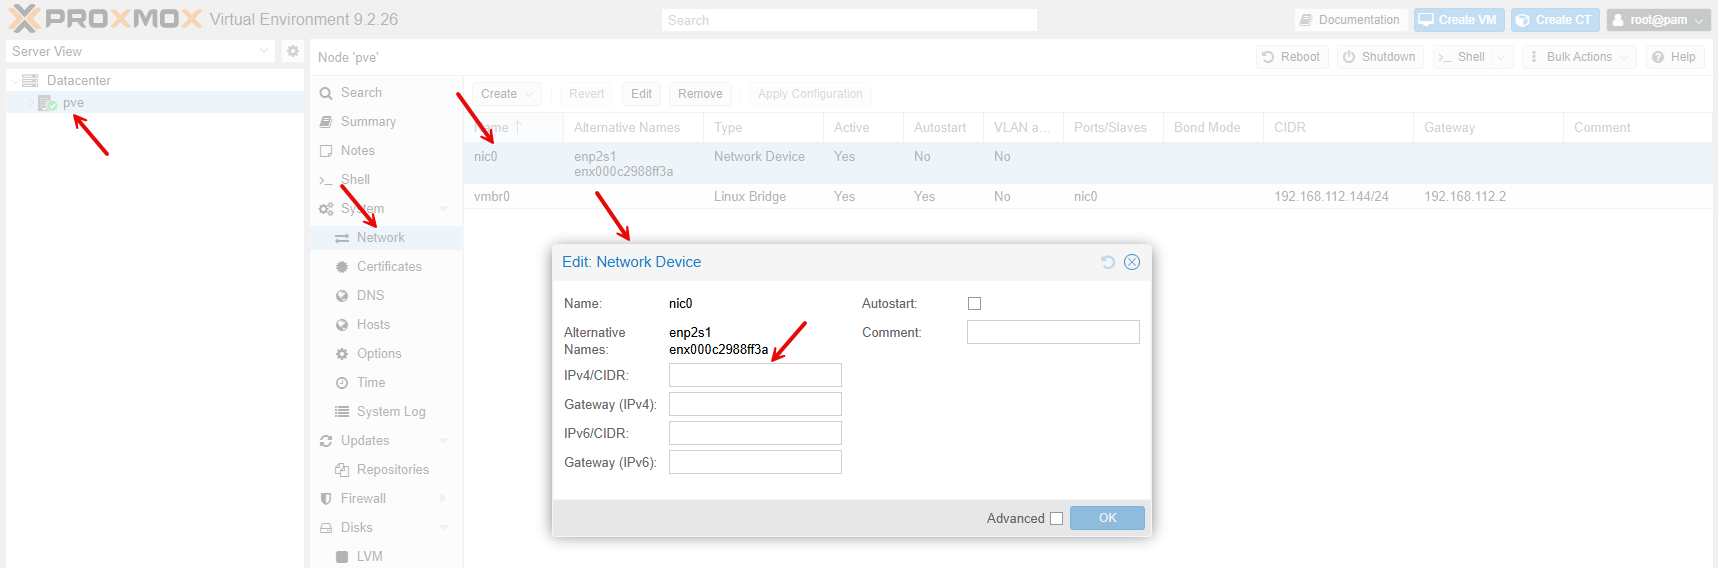 PROXMOX Virtual Environment 9.2.26
Search
Documentation Create VM Create CT root@pam
Server View
Datacenter
pve
Node 'pve'
Reboot Shutdown Shell Bulk Actions Help
Search
Summary
Notes
Shell
System
Network
Certificates
DNS
Hosts
Options
Time
System Log
Updates
Repositories
Firewall
Disks
LVM
Create Revert Edit Remove Apply Configuration
Name Alternative Names Type Active Autostart VLAN a... Ports/Slaves Bond Mode CIDR Gateway Comment
nic0 enp2s1 Network Device Yes No No
enx000c2988ff3a
vmbr0 Linux Bridge Yes Yes No nic0 192.168.112.144/24 192.168.112.2
Edit: Network Device
Name: nic0 Autostart:
Alternative enp2s1 Comment:
Names: enx000c2988ff3a
IPv4/CIDR:
Gateway (IPv4):
IPv6/CIDR:
Gateway (IPv6):
Advanced OK